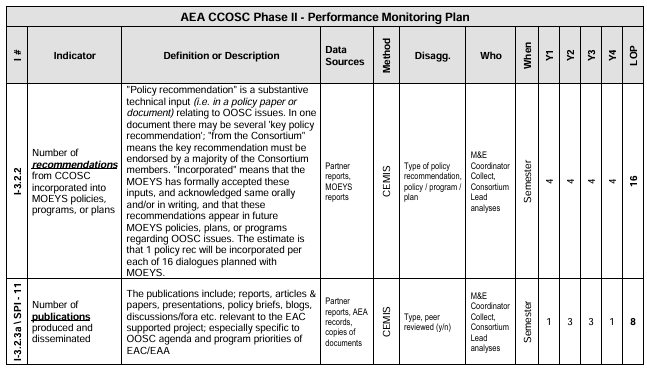 AEA CCOSC Phase II - Performance Monitoring Plan
I #
Indicator
Definition or Description
Data
Sources
Method
Disagg.
Who
When
Y1
Y2
Y3
Y4
LOP
I-3.2.2
Number of
recommendations
from CCOSC
incorporated into
MOEYS policies,
programs, or plans
"Policy recommendation" is a substantive
technical input (i.e. in a policy paper or
document) relating to OOSC issues. In one
document there may be several 'key policy
recommendation'; "from the Consortium"
means the key recommendation must be
endorsed by a majority of the Consortium
members. "Incorporated" means that the
MOEYS has formally accepted these
inputs, and acknowledged same orally
and/or in writing, and that these
recommendations appear in future
MOEYS policies, plans, or programs
regarding OOSC issues. The estimate is
that 1 policy rec will be incorporated per
each of 16 dialogues planned with
MOEYS.
Partner
reports,
MOEYS
reports
CEMIS
Type of policy
recommendation,
policy / program /
plan
M&E
Coordinator
Collect,
Consortium
Lead
analyses
Semester
4
4
4
4
16
I-3.2.3a \ SPI - 11
Number of
publications
produced and
disseminated
The publications include; reports, articles &
papers, presentations, policy briefs, blogs,
discussions/fora etc. relevant to the EAC
supported project; especially specific to
OOSC agenda and program priorities of
EAC/EAA
Partner
reports, AEA
records,
copies of
documents
CEMIS
Type, peer
reviewed (y/n)
M&E
Coordinator
Collect,
Consortium
Lead
analyses
Semester
1
3
3
1
8